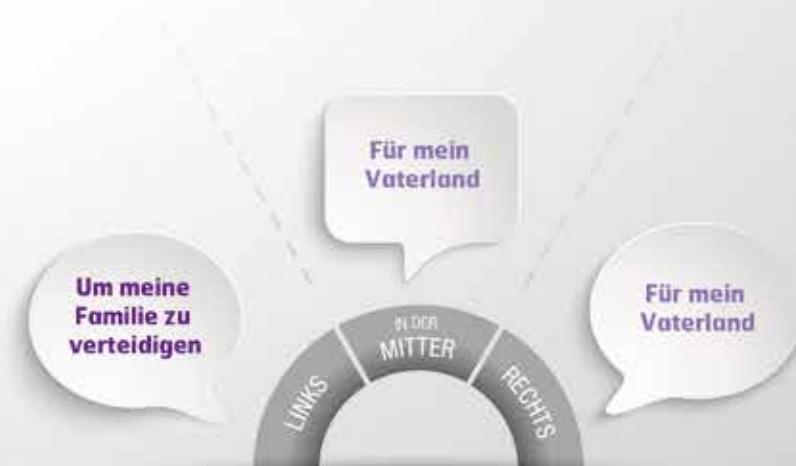 Für mein
Vaterland
Um meine
Familie zu
verteidigen
Für mein
Vaterland
LINKS
IN DER
MITTER
RECHTS